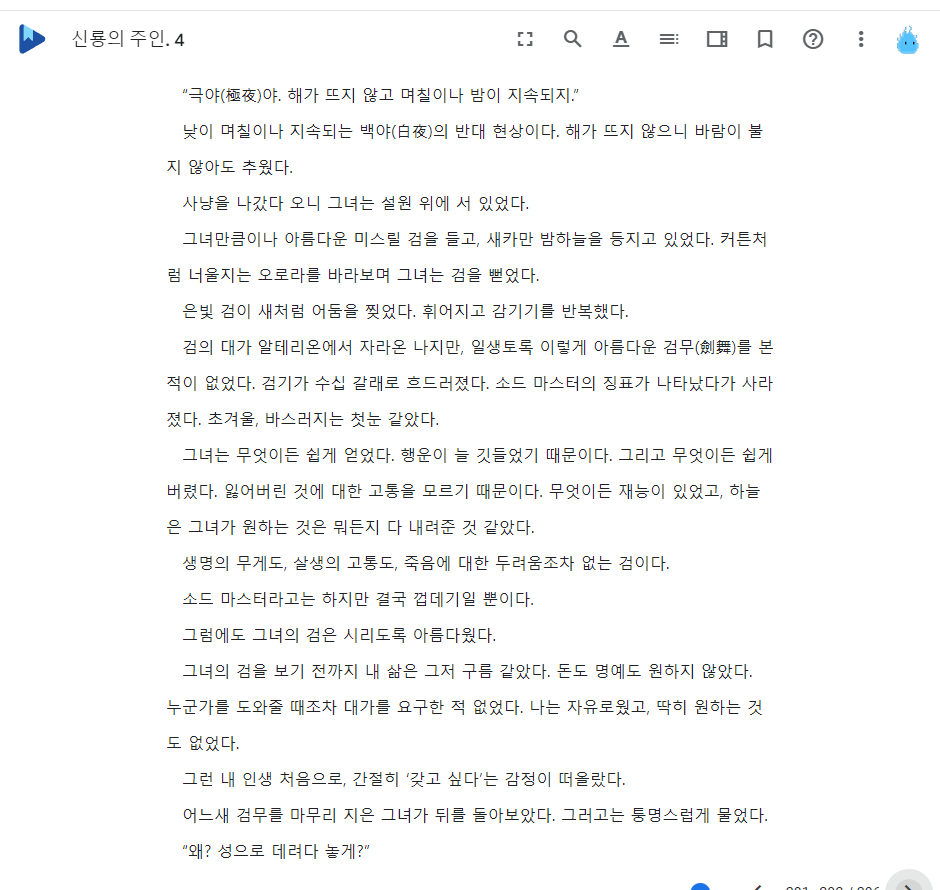 신룡의 주인. 4
“극야(極夜)야. 해가 뜨지 않고 며칠이나 밤이 지속되지.”
낮이 며칠이나 지속되는 백야(白夜)의 반대 현상이다. 해가 뜨지 않으니 바람이 불
지 않아도 추웠다.
사냥을 나갔다 오니 그녀는 설원 위에 서 있었다.
그녀만큼이나 아름다운 미스릴 검을 들고, 새카만 밤하늘을 등지고 있었다. 커튼처
럼 너울지는 오로라를 바라보며 그녀는 검을 뻗었다.
은빛 검이 새처럼 어둠을 찢었다. 휘어지고 감기기를 반복했다.
검의 대가 알테리온에서 자라온 나지만, 일생토록 이렇게 아름다운 검무(劍舞)를 본
적이 없었다. 검기가 수십 갈래로 흐드러졌다. 소드 마스터의 징표가 나타났다가 사라
졌다. 초겨울, 바스러지는 첫눈 같았다.
그녀는 무엇이든 쉽게 얻었다. 행운이 늘 깃들었기 때문이다. 그리고 무엇이든 쉽게
버렸다. 잃어버린 것에 대한 고통을 모르기 때문이다. 무엇이든 재능이 있었고, 하늘
은 그녀가 원하는 것은 뭐든지 다 내려준 것 같았다.
생명의 무게도, 살생의 고통도, 죽음에 대한 두려움조차 없는 검이다.
소드 마스터라고는 하지만 결국 껍데기일 뿐이다.
그럼에도 그녀의 검은 시리도록 아름다웠다.
그녀의 검을 보기 전까지 내 삶은 그저 구름 같았다. 돈도 명예도 원하지 않았다.
누군가를 도와줄 때조차 대가를 요구한 적 없었다. 나는 자유로웠고, 딱히 원하는 것
도 없었다.
그런 내 인생 처음으로, 간절히 ‘갖고 싶다’는 감정이 떠올랐다.
어느새 검무를 마무리 지은 그녀가 뒤를 돌아보았다. 그러고는 퉁명스럽게 물었다.
“왜? 성으로 데려다 놓게?”